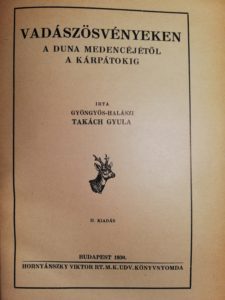 VADÁSZÖSVÉNYEKEN
A DUNA MEDENCÉJÉTŐL
A KÁRPÁTOKIG
IRTA
GYÖNGYÖS-HALÁSZI
TAKÁCH GYULA
II. KIADÁS
BUDAPEST 1930.
HORNYÁNSZKY VIKTOR RT. M. K. UDV. KÖNYVNYOMDA